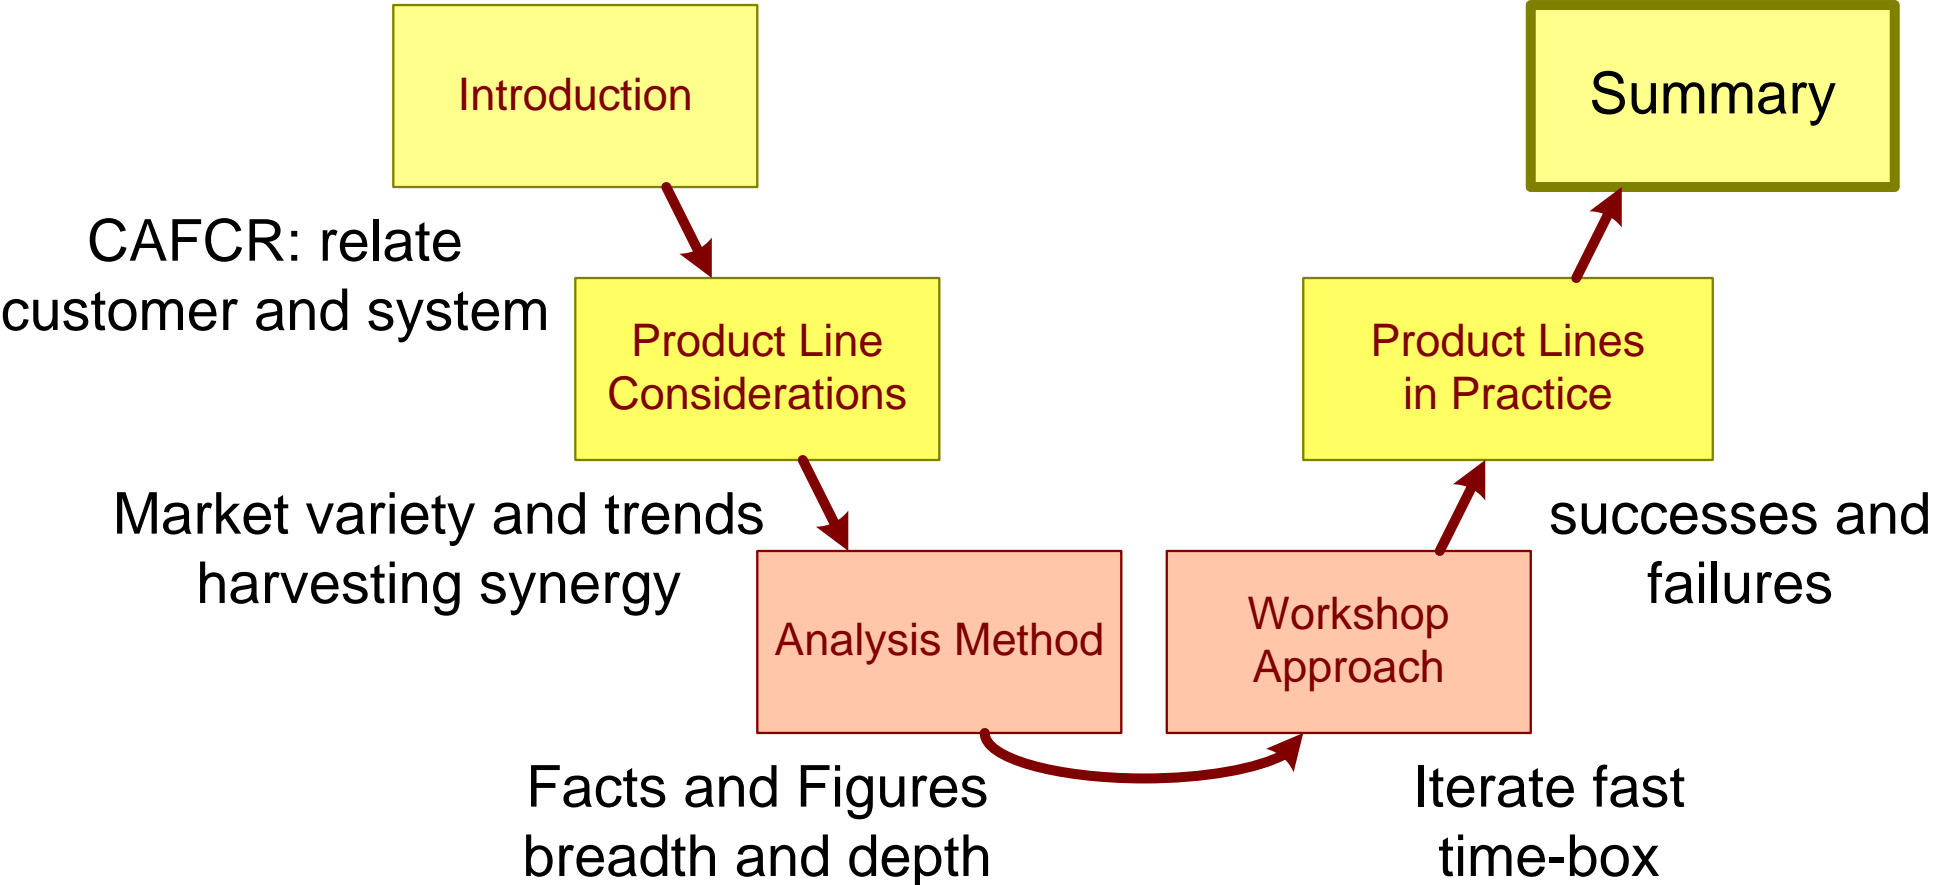 Introduction
Summary
CAFCR: relate
customer and system
Product Line
Considerations
Product Lines
in Practice
Market variety and trends
harvesting synergy
successes and
failures
Analysis Method
Workshop
Approach
Facts and Figures
breadth and depth
Iterate fast
time-box